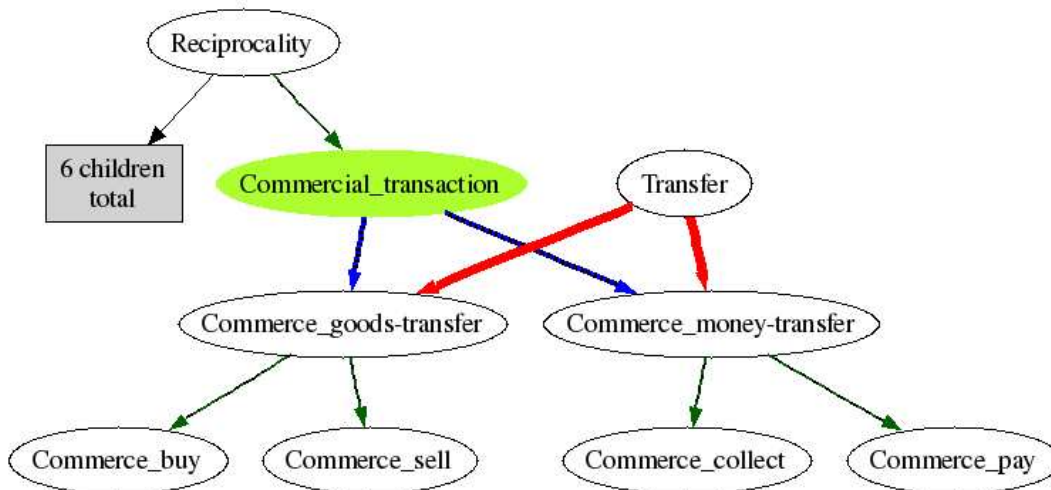 Reciprocality
6 children
total
Commercial_transaction
Transfer
Commerce_goods-transfer
Commerce_money-transfer
Commerce_buy
Commerce_sell
Commerce_collect
Commerce_pay